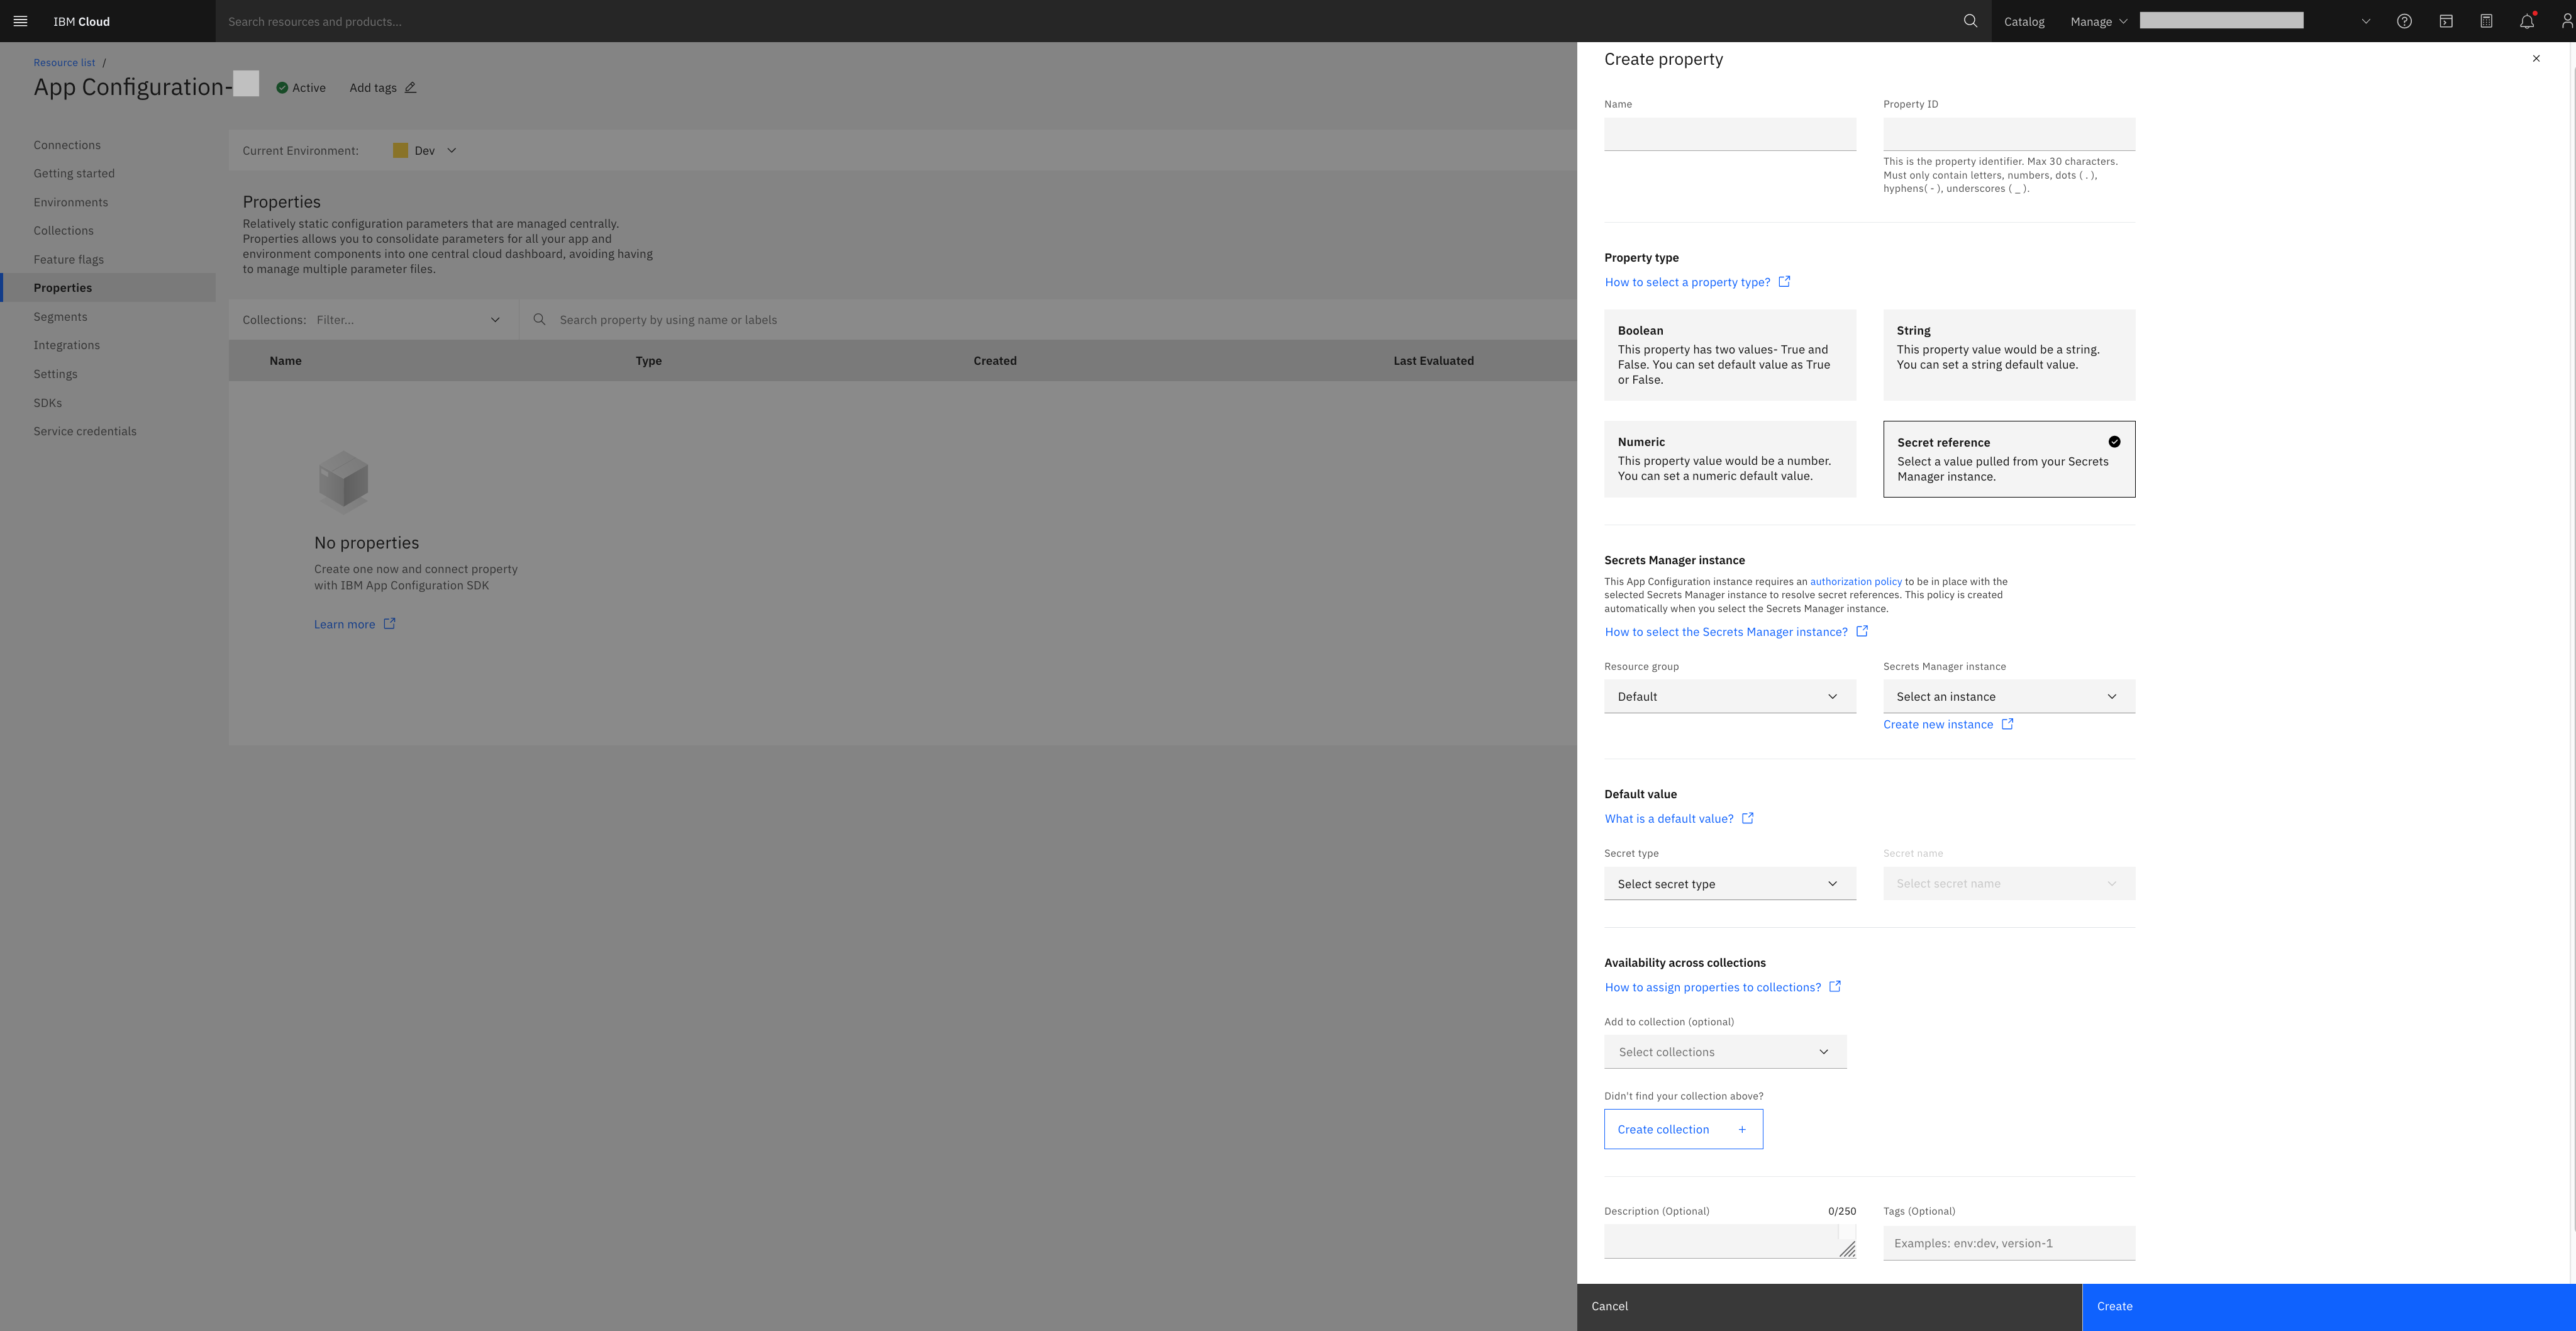 IBM Cloud
Search resources and products...
Catalog
Manage
Resource list /
App Configuration-
Active
Add tags
Connections
Getting started
Environments
Collections
Feature flags
Properties
Segments
Integrations
Settings
SDKs
Service credentials
Current Environment:
Dev
Properties
Relatively static configuration parameters that are managed centrally.
Properties allows you to consolidate parameters for all your app and
environment components into one central cloud dashboard, avoiding having
to manage multiple parameter files.
Collections: Filter...
Search property by using name or labels
Name Type Created Last Evaluated
No properties
Create one now and connect property
with IBM App Configuration SDK
Learn more
Create property
Name
Property ID
This is the property identifier. Max 30 characters.
Must only contain letters, numbers, dots ( . ),
hyphens( - ), underscores ( _ ).
Property type
How to select a property type?
Boolean
This property has two values- True and
False. You can set default value as True
or False.
String
This property value would be a string.
You can set a string default value.
Numeric
This property value would be a number.
You can set a numeric default value.
Secret reference
Select a value pulled from your Secrets
Manager instance.
Secrets Manager instance
This App Configuration instance requires an authorization policy to be in place with the
selected Secrets Manager instance to resolve secret references. This policy is created
automatically when you select the Secrets Manager instance.
How to select the Secrets Manager instance?
Resource group
Default
Secrets Manager instance
Select an instance
Create new instance
Default value
What is a default value?
Secret type
Select secret type
Secret name
Select secret name
Availability across collections
How to assign properties to collections?
Add to collection (optional)
Select collections
Didn't find your collection above?
Create collection +
Description (Optional) 0/250
Tags (Optional)
Examples: env:dev, version-1
Cancel
Create